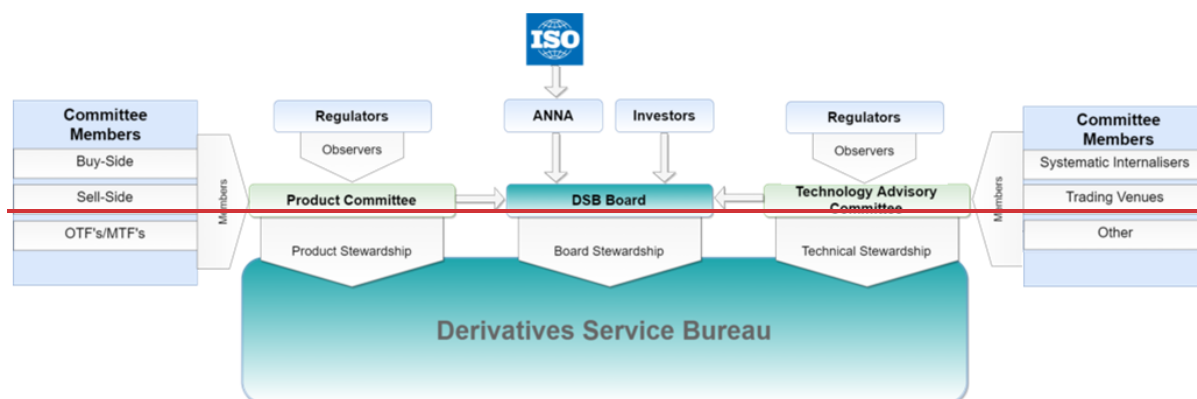 ISO
Committee
Members
Buy-Side
Sell-Side
OTF's/MTF's
Members
Regulators
Observers
Product Committee
Product Stewardship
ANNA
Investors
DSB Board
Board Stewardship
Regulators
Observers
Technology Advisory
Committee
Technical Stewardship
Members
Committee
Members
Systematic Internalisers
Trading Venues
Other
Derivatives Service Bureau